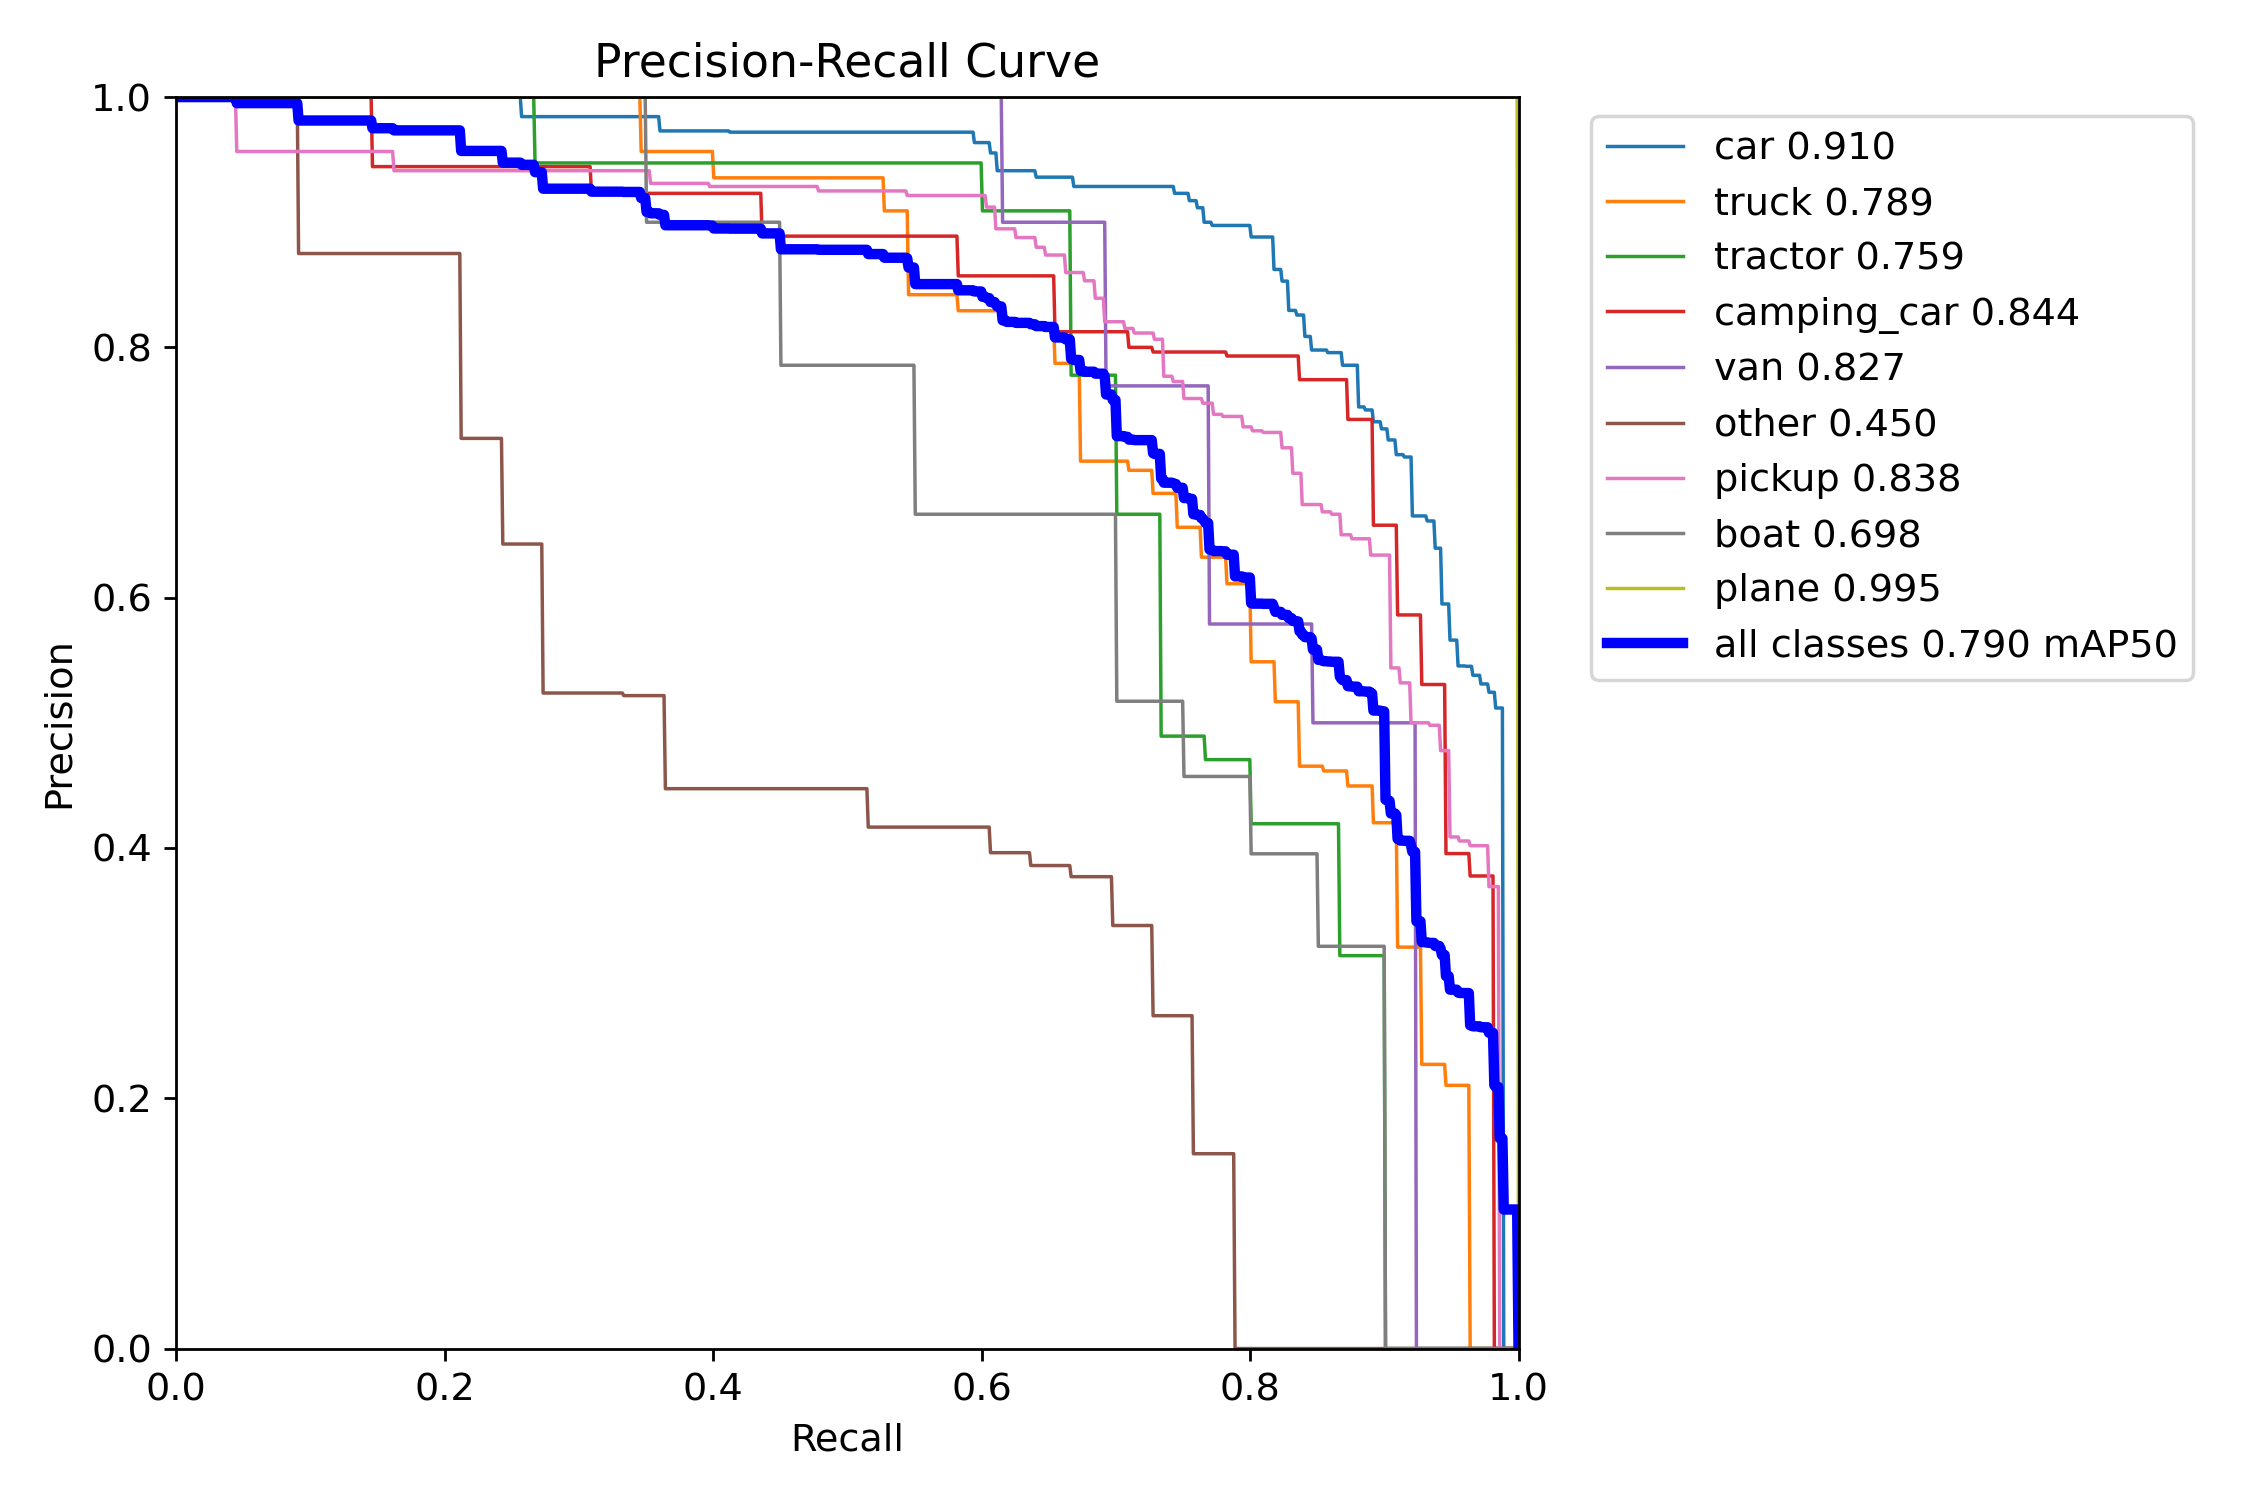 Precision-Recall Curve
1.0
0.8
0.6
0.4
0.2
0.0
Precision
0.0 0.2 0.4 0.6 0.8 1.0
Recall
car 0.910
truck 0.789
tractor 0.759
camping_car 0.844
van 0.827
other 0.450
pickup 0.838
boat 0.698
plane 0.995
all classes 0.790 mAP50